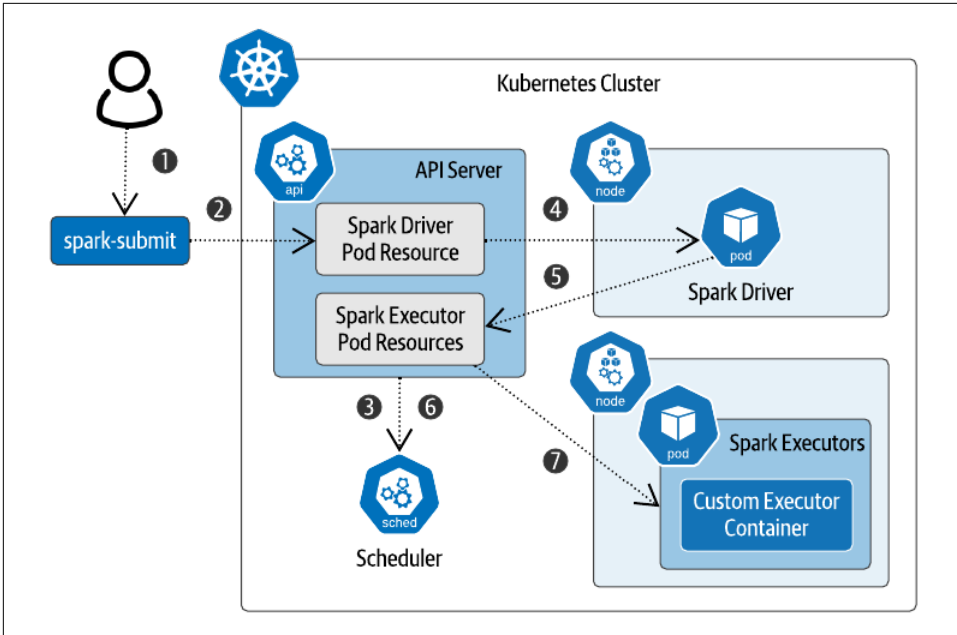 Kubernetes Cluster
1
api
API Server
node
2
4
spark-submit
Spark Driver
Pod Resource
pod
5
Spark Driver
Spark Executor
Pod Resources
node
3
6
pod
Spark Executors
7
Custom Executor
Container
sched
Scheduler